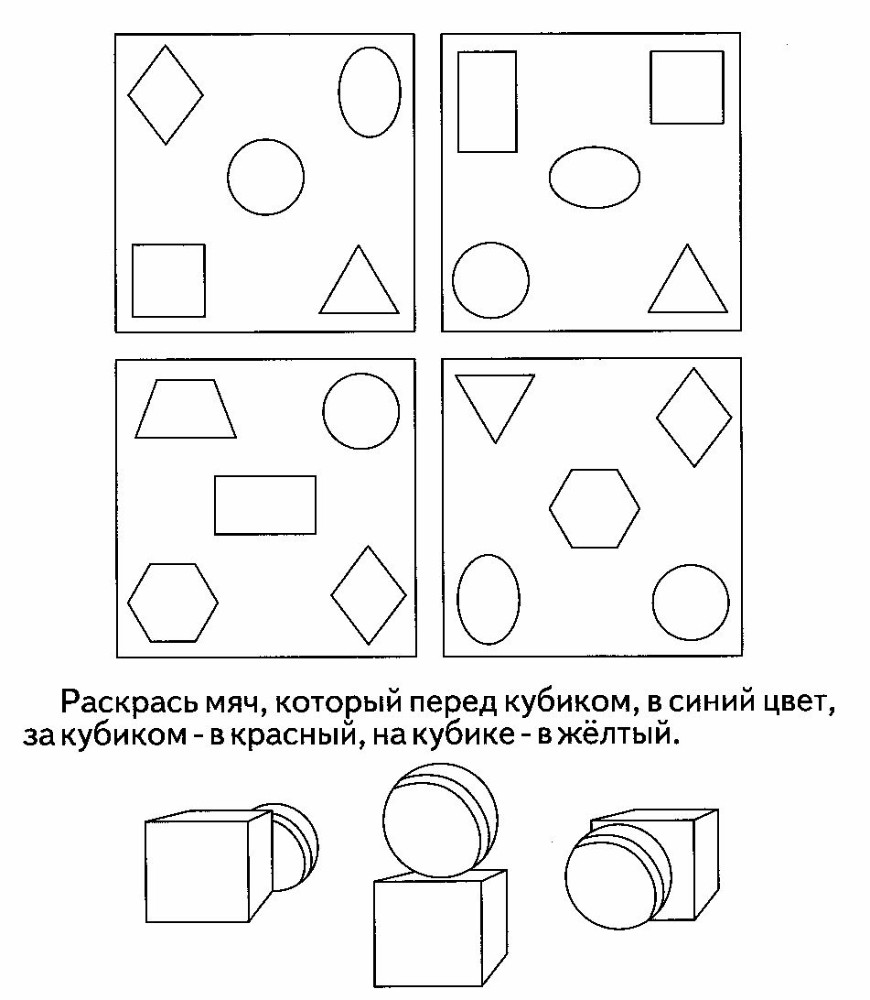 Раскрась мяч, который перед кубиком, в синий цвет,
за кубиком - в красный, на кубике - в жёлтый.